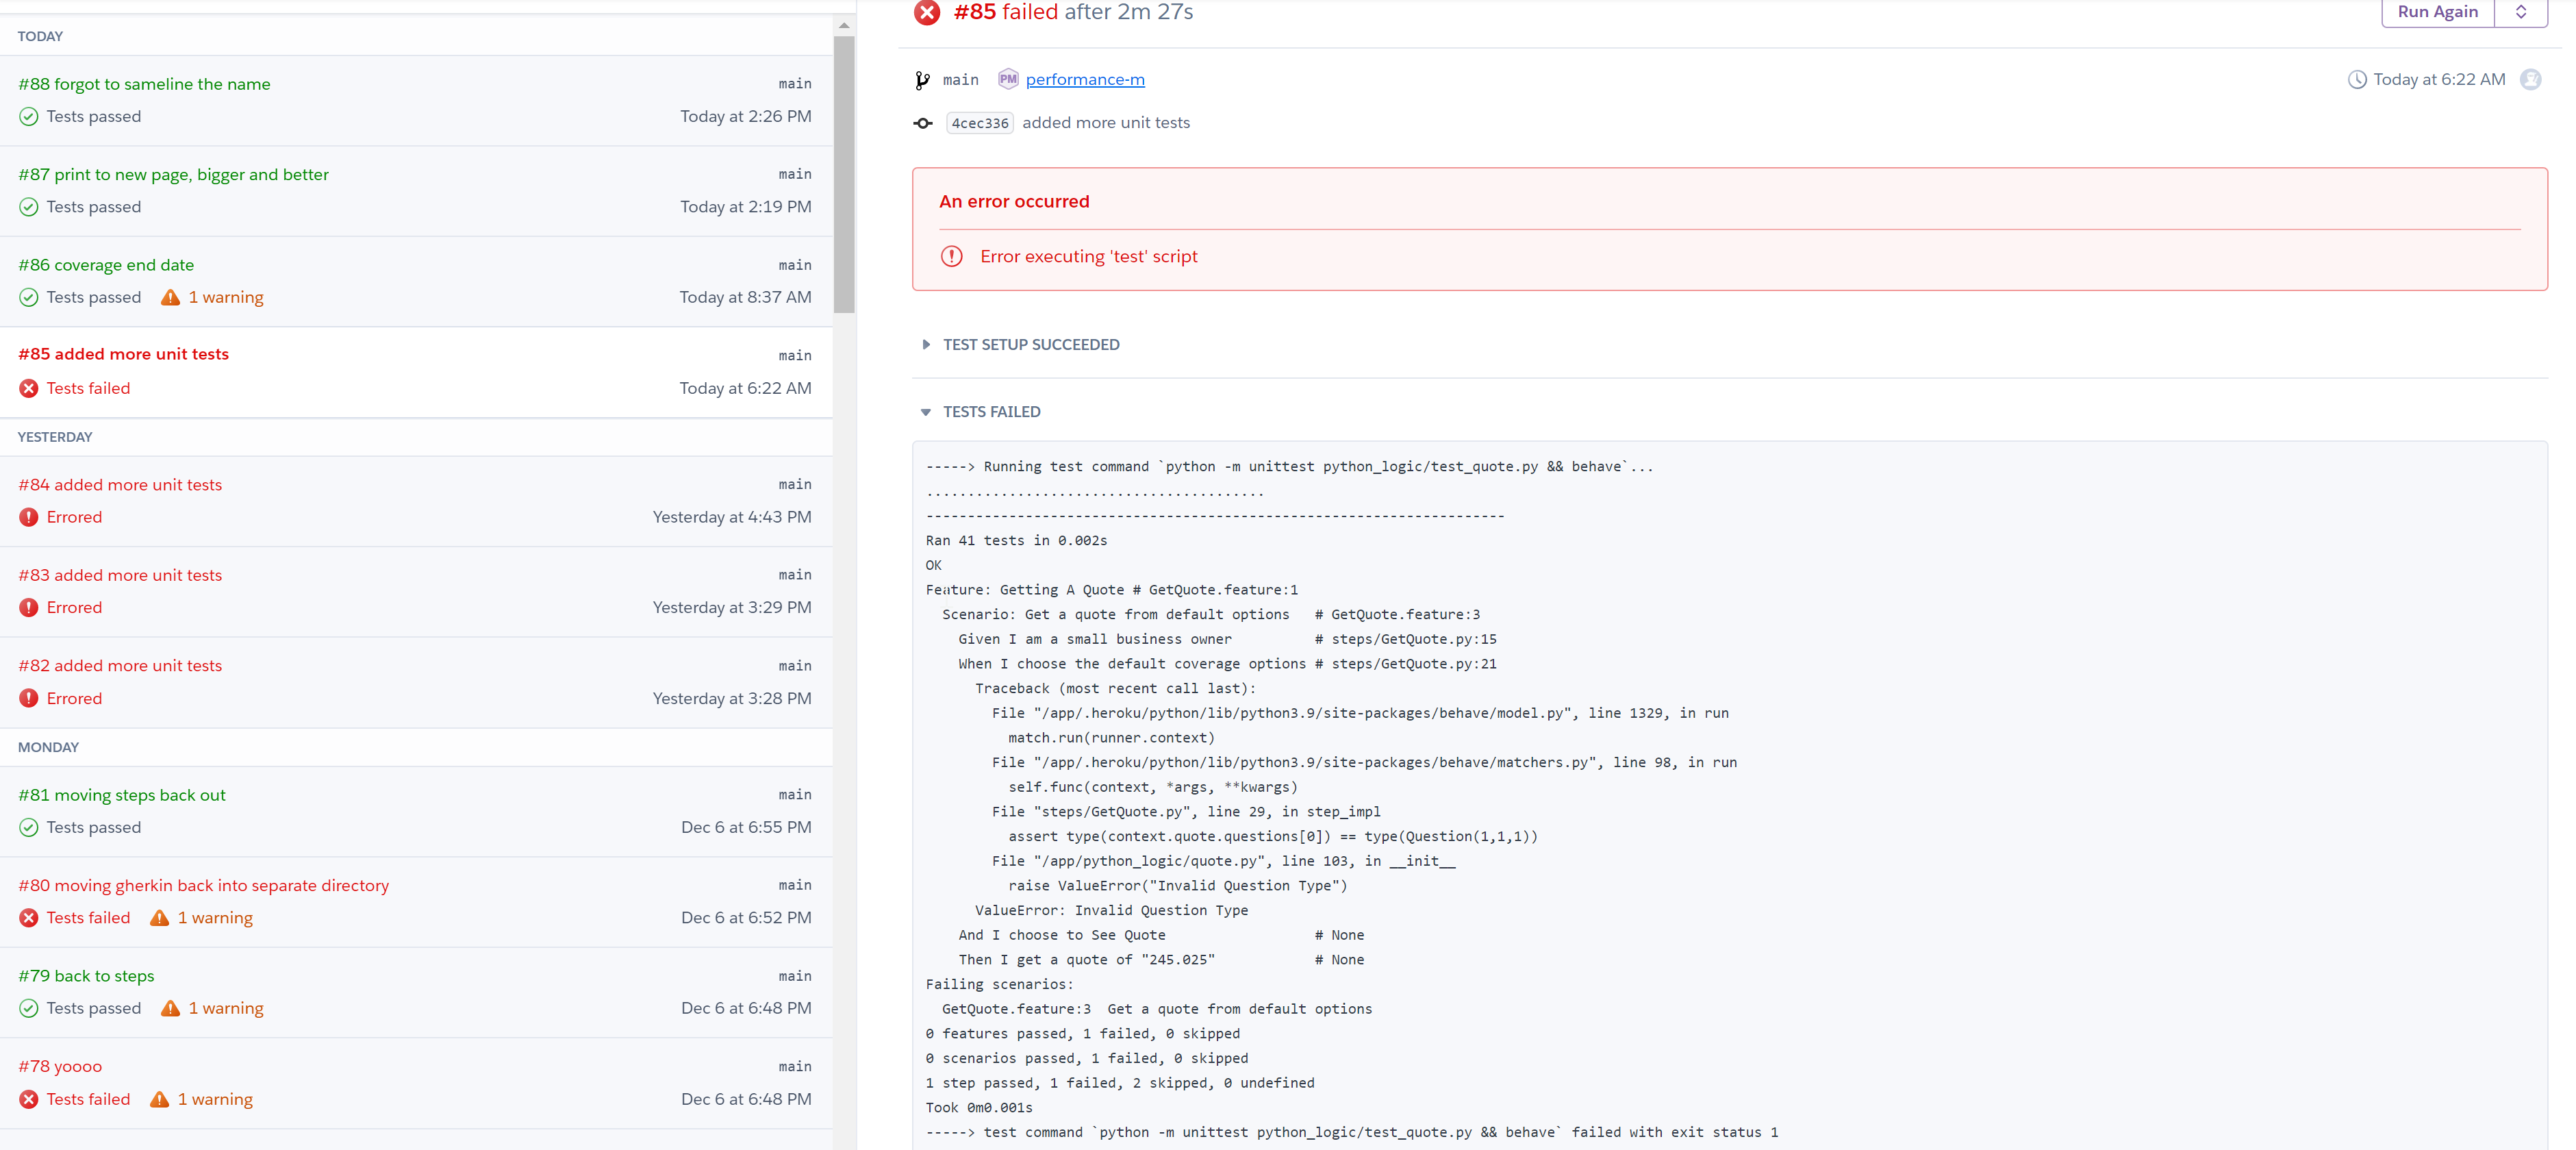 TODAY
#88 forgot to sameline the name main
Tests passed Today at 2:26 PM
#87 print to new page, bigger and better main
Tests passed Today at 2:19 PM
#86 coverage end date main
Tests passed 1 warning Today at 8:37 AM
#85 added more unit tests main
Tests failed Today at 6:22 AM
YESTERDAY
#84 added more unit tests main
Errored Yesterday at 4:43 PM
#83 added more unit tests main
Errored Yesterday at 3:29 PM
#82 added more unit tests main
Errored Yesterday at 3:28 PM
MONDAY
#81 moving steps back out main
Tests passed Dec 6 at 6:55 PM
#80 moving gherkin back into separate directory main
Tests failed 1 warning Dec 6 at 6:52 PM
#79 back to steps main
Tests passed 1 warning Dec 6 at 6:48 PM
#78 yoooo main
Tests failed 1 warning Dec 6 at 6:48 PM
#85 failed after 2m 27s Run Again
main PM performance-m Today at 6:22 AM
4cec336 added more unit tests
An error occurred
Error executing 'test' script
TEST SETUP SUCCEEDED
TESTS FAILED
-----> Running test command `python -m unittest python_logic/test_quote.py && behave`...
.........................................
----------------------------------------------------------------------
Ran 41 tests in 0.002s
OK
Feature: Getting A Quote # GetQuote.feature:1
  Scenario: Get a quote from default options   # GetQuote.feature:3
    Given I am a small business owner          # steps/GetQuote.py:15
    When I choose the default coverage options # steps/GetQuote.py:21
      Traceback (most recent call last):
        File "/app/.heroku/python/lib/python3.9/site-packages/behave/model.py", line 1329, in run
          match.run(runner.context)
        File "/app/.heroku/python/lib/python3.9/site-packages/behave/matchers.py", line 98, in run
          self.func(context, *args, **kwargs)
        File "steps/GetQuote.py", line 29, in step_impl
          assert type(context.quote.questions[0]) == type(Question(1,1,1))
        File "/app/python_logic/quote.py", line 103, in __init__
          raise ValueError("Invalid Question Type")
      ValueError: Invalid Question Type
    And I choose to See Quote                  # None
    Then I get a quote of "245.025"            # None
Failing scenarios:
  GetQuote.feature:3  Get a quote from default options
0 features passed, 1 failed, 0 skipped
0 scenarios passed, 1 failed, 0 skipped
1 step passed, 1 failed, 2 skipped, 0 undefined
Took 0m0.001s
-----> test command `python -m unittest python_logic/test_quote.py && behave` failed with exit status 1